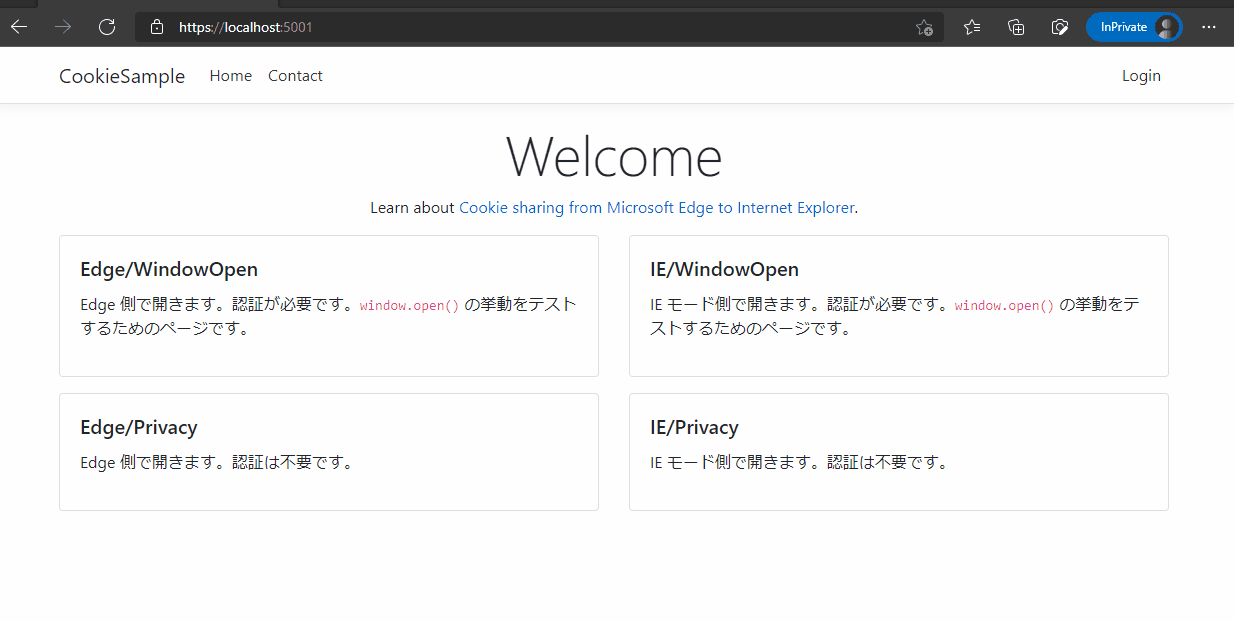 https://localhost:5001
InPrivate
CookieSample Home Contact Login
Welcome
Learn about Cookie sharing from Microsoft Edge to Internet Explorer.
Edge/WindowOpen
Edge 側で開きます。認証が必要です。window.open() の挙動をテスト
するためのページです。
IE/WindowOpen
IE モード側で開きます。認証が必要です。window.open() の挙動をテ
ストするためのページです。
Edge/Privacy
Edge 側で開きます。認証は不要です。
IE/Privacy
IE モード側で開きます。認証は不要です。